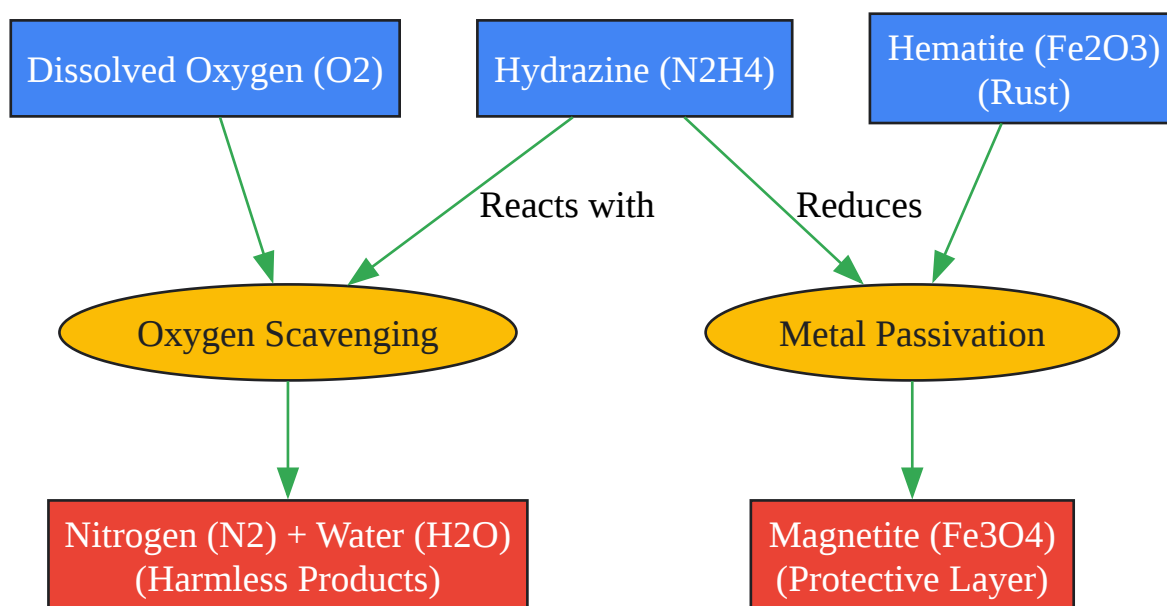 Dissolved Oxygen (O2)
Hydrazine (N2H4)
Hematite (Fe2O3)
(Rust)
Reacts with
Reduces
Oxygen Scavenging
Metal Passivation
Nitrogen (N2) + Water (H2O)
(Harmless Products)
Magnetite (Fe3O4)
(Protective Layer)